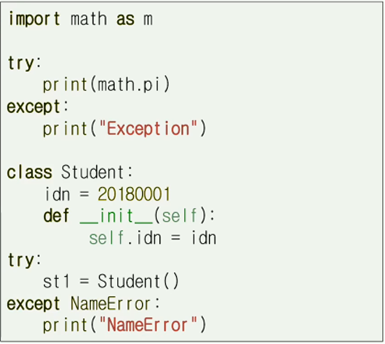 import math as m

try:
    print(math.pi)
except:
    print("Exception")

class Student:
    idn = 20180001
    def __init__(self):
        self.idn = idn
try:
    st1 = Student()
except NameError:
    print("NameError")